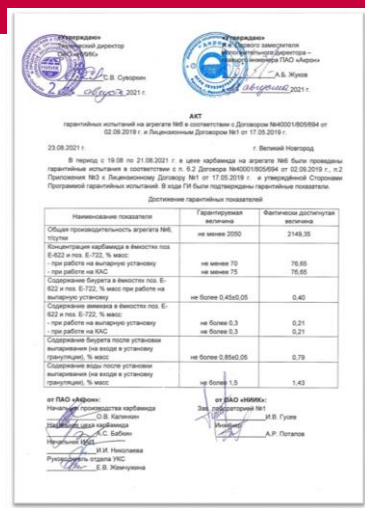 «Утверждаю»
Технический директор
ОАО «НИИК»
С.В. Суворкин
август 2021 г.
«Утверждаю»
И.о. Первого заместителя
исполнительного директора –
главного инженера ПАО «Акрон»
А.Б. Жуков
августа 2021 г.
АКТ
гарантийных испытаний на агрегате №6 в соответствии с Договором №40001/805/694 от
02.09.2019 г. и Лицензионным Договором №1 от 17.05.2019 г.
23.08.2021 г. г. Великий Новгород
В период с 19.08 по 21.08.2021 г. в цехе карбамида на агрегате №6 были проведены
гарантийные испытания в соответствии с п. 6.2 Договора №40001/805/694 от 02.09.2019 г., п.2
Приложения №3 к Лицензионному Договору №1 от 17.05.2019 г. и утверждённой Сторонами
Программой гарантийных испытаний. В ходе ГИ были подтверждены гарантийные показатели.
Достижение гарантийных показателей
Наименование показателя Гарантируемая величина Фактически достигнутая величина
Общая производительность агрегата №6,
т/сутки не менее 2050 2149,35
Концентрация карбамида в ёмкостях поз.
Е-622 и поз. Е-722, % масс:
- при работе на выпарную установку не менее 70 76,65
- при работе на КАС не менее 75 76,65
Содержание биурета в ёмкостях поз. Е-
622 и поз. Е-722, % масс при работе на
выпарную установку не более 0,45±0,05 0,40
Содержание аммиака в ёмкостях поз. Е-
622 и поз. Е-722, % масс:
- при работе на выпарную установку не более 0,3 0,21
- при работе на КАС не более 0,3 0,21
Содержание биурета после установки
выпаривания (на входе в установку
грануляции), % масс не более 0,85±0,05 0,79
Содержание воды после установки
выпаривания (на входе в установку
грануляции), % масс не более 1,5 1,43
от ПАО «Акрон»:
Начальник производства карбамида
О.В. Калинкин
Начальник цеха карбамида
А.С. Бабкин
Начальник
И.И. Николаева
Руководитель отдела УКС
Е.В. Жемчужина
от ОАО «НИИК»:
Зав. лабораторией №1
И.В. Гусев
Инженер
А.Р. Потапов